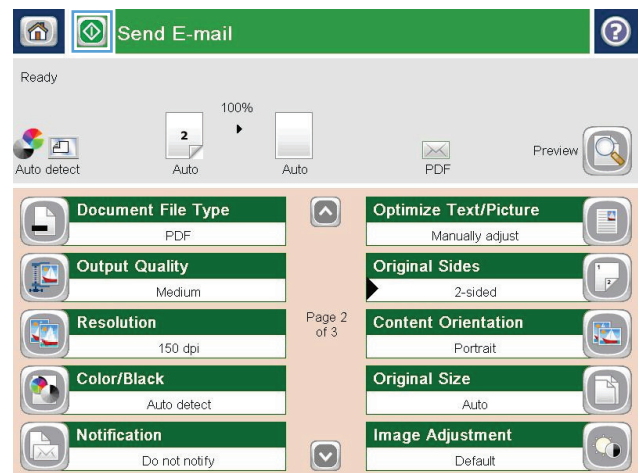 Send E-mail
Ready
100%
2
Auto detect
Auto
Auto
PDF
Preview
Document File Type
PDF
Output Quality
Medium
Resolution
150 dpi
Color/Black
Auto detect
Notification
Do not notify
Page 2
of 3
Optimize Text/Picture
Manually adjust
Original Sides
2-sided
1
2
Content Orientation
Portrait
Original Size
Auto
Image Adjustment
Default